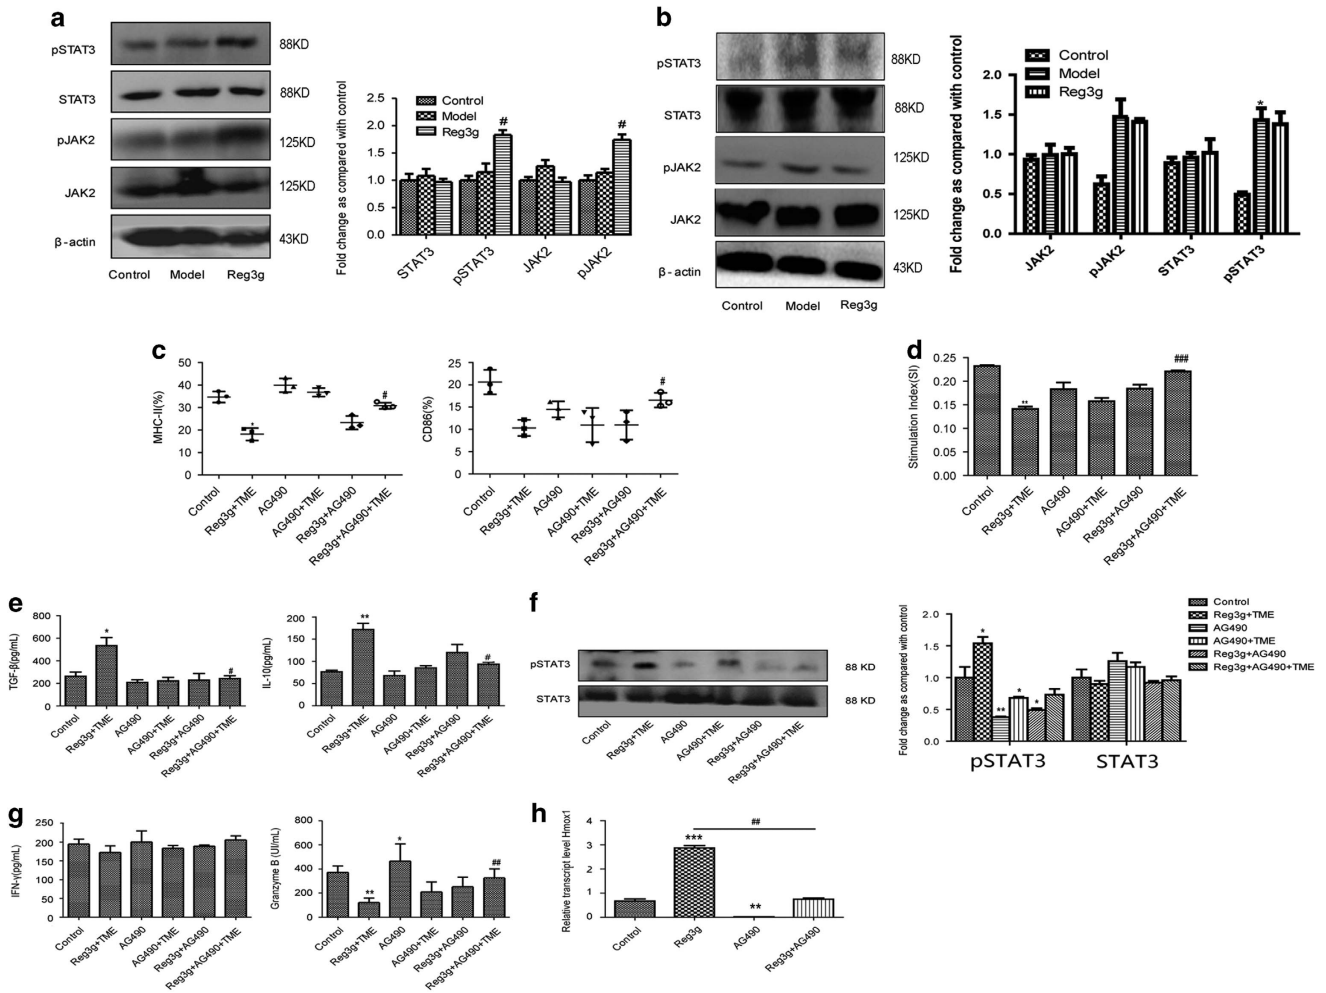 a
pSTAT3 88KD
STAT3 88KD
pJAK2 125KD
JAK2 125KD
β-actin 43KD
Control Model Reg3g
Fold change as compared with control
2.5
2.0
1.5
1.0
0.5
0.0
Control
Model
Reg3g
# #
STAT3 pSTAT3 JAK2 pJAK2
b
pSTAT3 88KD
STAT3 88KD
pJAK2 125KD
JAK2 125KD
β-actin 43KD
Control Model Reg3g
Fold change as compared with control
2.0
1.5
1.0
0.5
0.0
Control
Model
Reg3g
*
JAK2 pJAK2 STAT3 pSTAT3
c
MHC-II(%)
50
40
30
20
10
0
* #
Control Reg3g+TME AG490 AG490+TME Reg3g+AG490 Reg3g+AG490+TME
CD86(%)
25
20
15
10
5
0
#
Control Reg3g+TME AG490 AG490+TME Reg3g+AG490 Reg3g+AG490+TME
d
Stimulation Index(SI)
0.25
0.20
0.15
0.10
0.05
0.00
** ###
Control Reg3g+TME AG490 AG490+TME Reg3g+AG490 Reg3g+AG490+TME
e
TGF-β(pg/mL)
800
600
400
200
0
* #
Control Reg3g+TME AG490 AG490+TME Reg3g+AG490 Reg3g+AG490+TME
IL-10(pg/mL)
200
150
100
50
0
** #
Control Reg3g+TME AG490 AG490+TME Reg3g+AG490 Reg3g+AG490+TME
f
pSTAT3 88 KD
STAT3 88 KD
Control Reg3g+TME AG490 AG490+TME Reg3g+AG490 Reg3g+AG490+TME
Fold change as compared with control
2.0
1.5
1.0
0.5
0.0
* ** * *
pSTAT3 STAT3
Control
Reg3g+TME
AG490
AG490+TME
Reg3g+AG490
Reg3g+AG490+TME
g
IFN-γ(pg/mL)
250
200
150
100
50
0
Control Reg3g+TME AG490 AG490+TME Reg3g+AG490 Reg3g+AG490+TME
Granzyme B (UI/mL)
800
600
400
200
0
** * ##
Control Reg3g+TME AG490 AG490+TME Reg3g+AG490 Reg3g+AG490+TME
h
Relative transcript level Hmox1
4
3
2
1
0
*** ** ##
Control Reg3g AG490 Reg3g+AG490